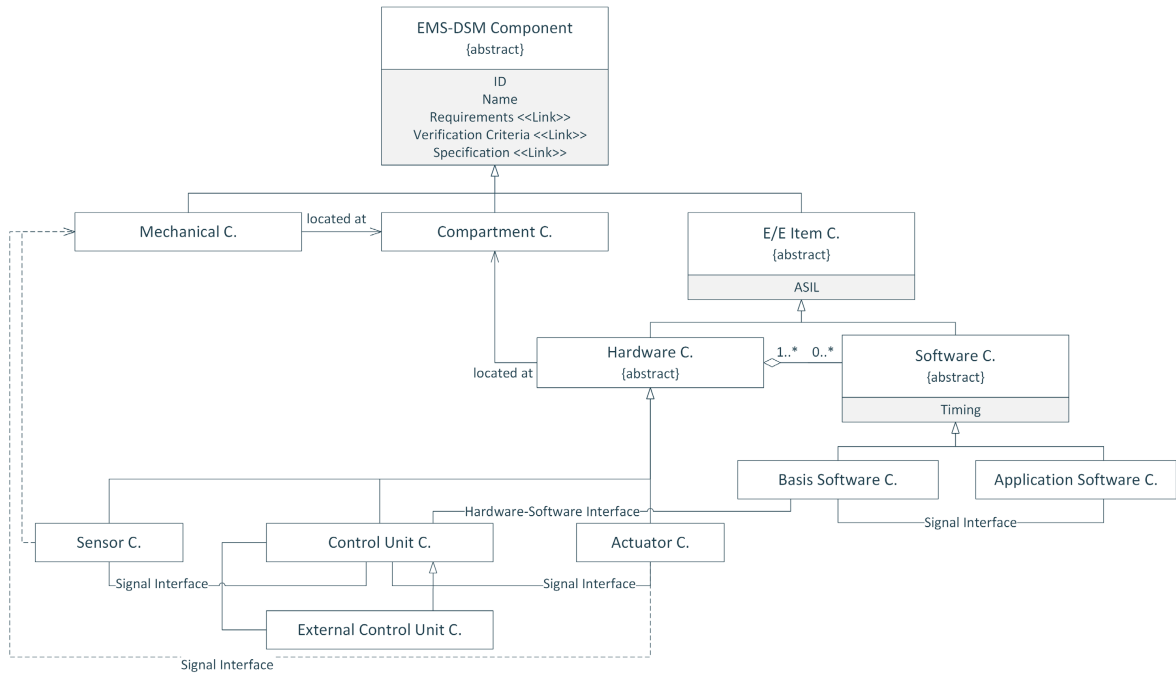 EMS-DSM Component
{abstract}
ID
Name
Requirements <<Link>>
Verification Criteria <<Link>>
Specification <<Link>>
Mechanical C.
located at
Compartment C.
E/E Item C.
{abstract}
ASIL
Hardware C.
{abstract}
located at
1..*
0..*
Software C.
{abstract}
Timing
Basis Software C.
Application Software C.
Hardware-Software Interface
Signal Interface
Sensor C.
Control Unit C.
Actuator C.
Signal Interface
Signal Interface
External Control Unit C.
Signal Interface